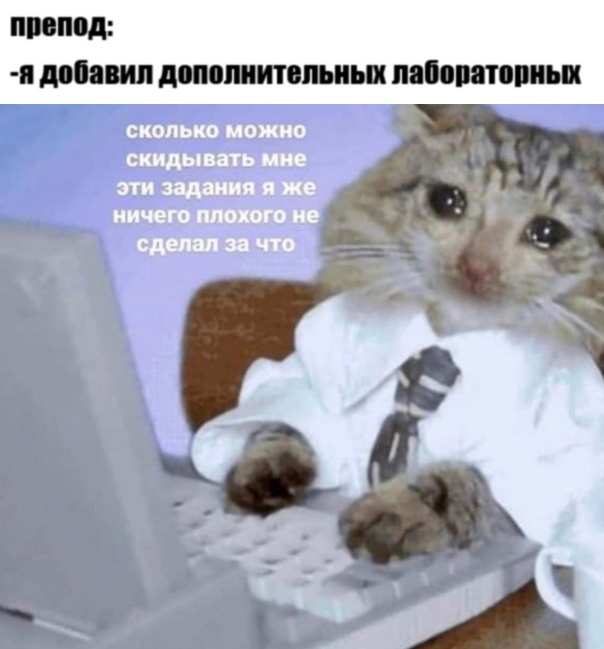 препод:
-я добавил дополнительных лабораторных
сколько можно
скидывать мне
эти задания я же
ничего плохого не
сделал за что